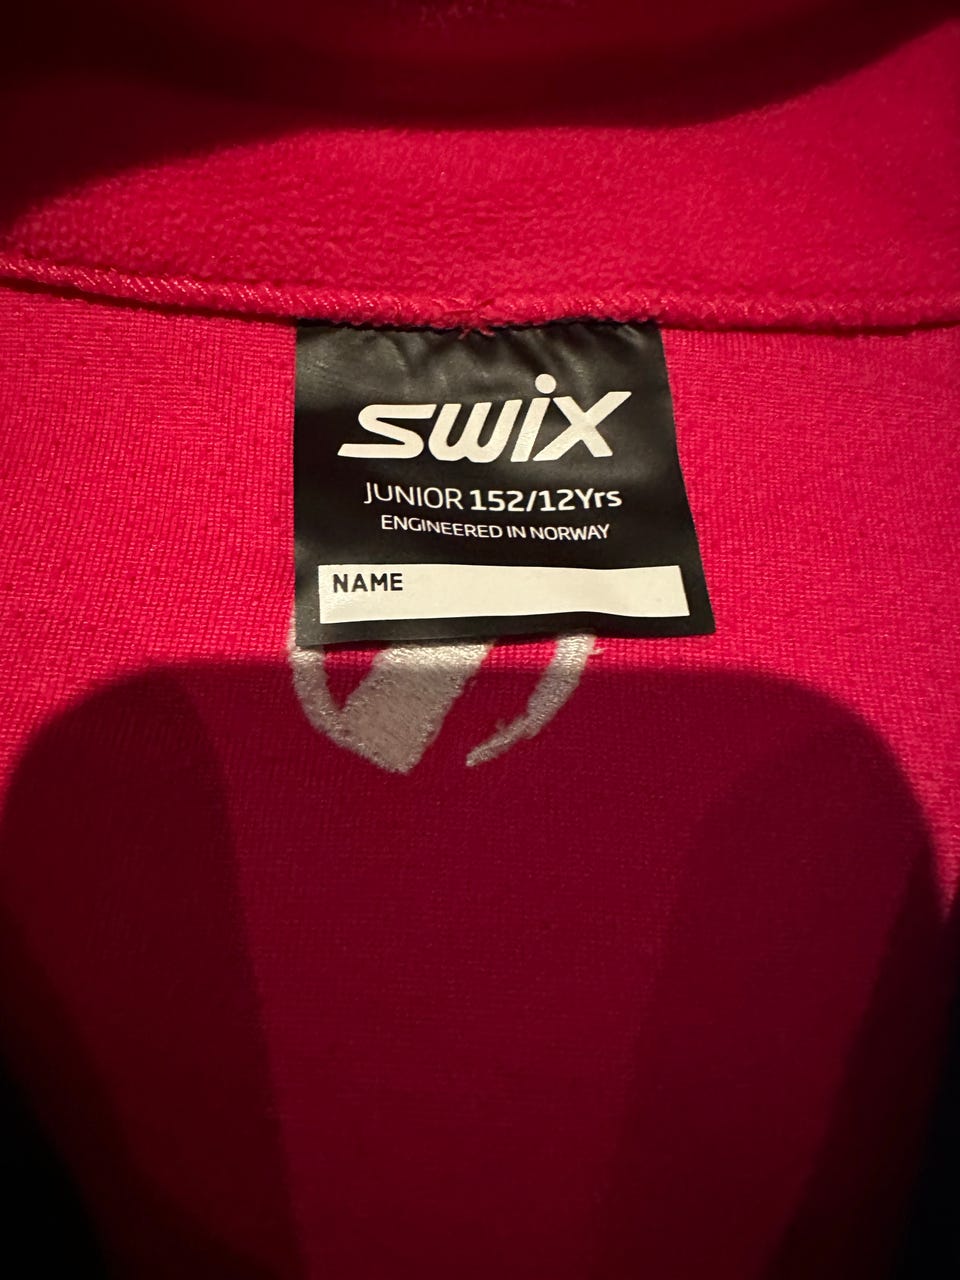 swix
JUNIOR 152/12Yrs
ENGINEERED IN NORWAY
NAME